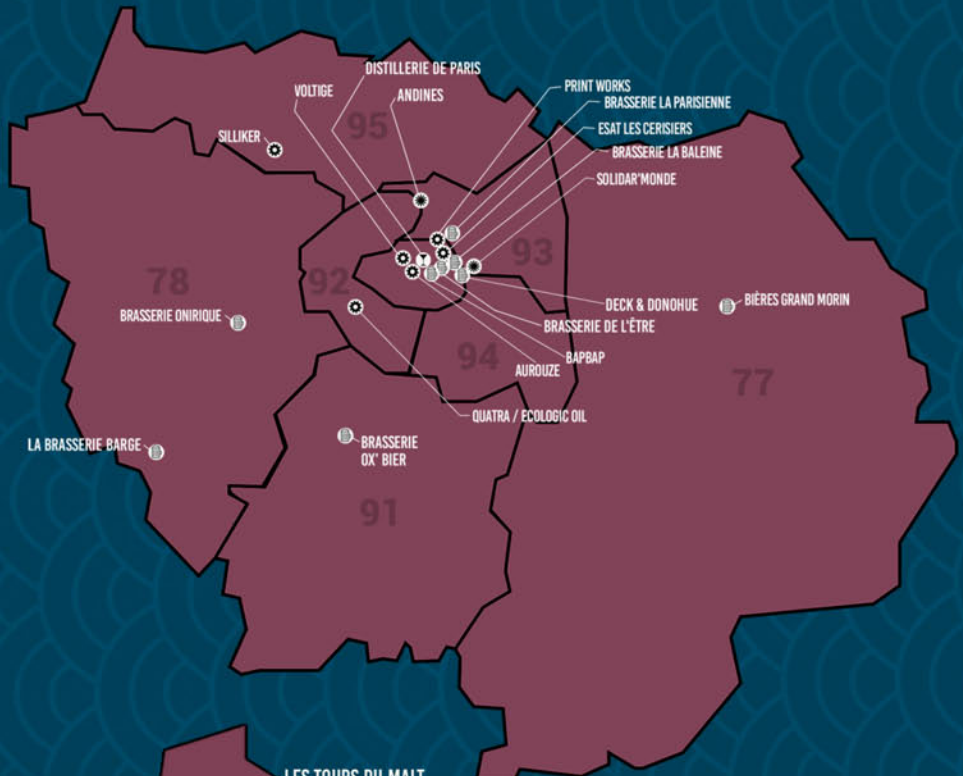 DISTILLERIE DE PARIS
PRINT WORKS
VOLTIGE
ANDINES
BRASSERIE LA PARISIENNE
95
ESAT LES CERISIERS
SILLIKER
BRASSERIE LA BALEINE
SOLIDAR'MONDE
93
78
92
BIÈRES GRAND MORIN
DECK & DONOHUE
BRASSERIE ONIRIQUE
BRASSERIE DE L'ÊTRE
94
BAPBAP
AUROUZE
77
QUATRA / ECOLOGIC OIL
LA BRASSERIE BARGE
BRASSERIE
OX' BIER
91
LES TOURS DU MALT